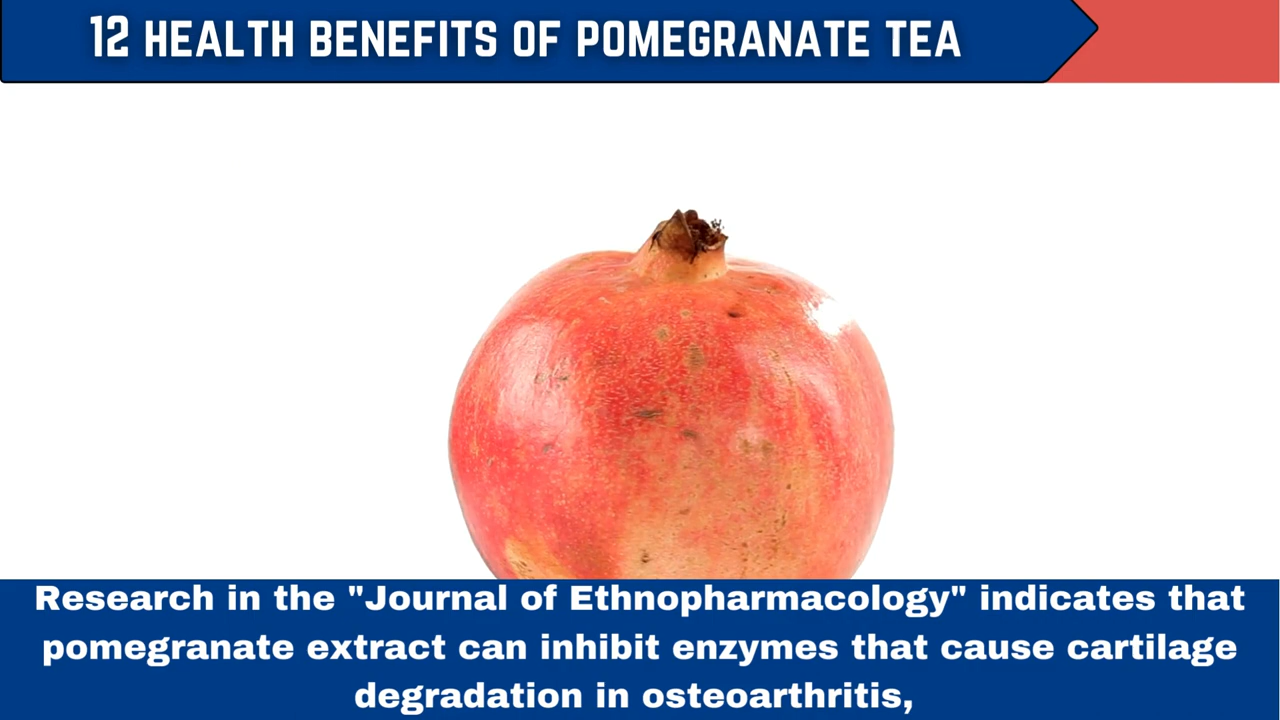 12 HEALTH BENEFITS OF POMEGRANATE TEA
Research in the "Journal of Ethnopharmacology" indicates that
pomegranate extract can inhibit enzymes that cause cartilage
degradation in osteoarthritis,